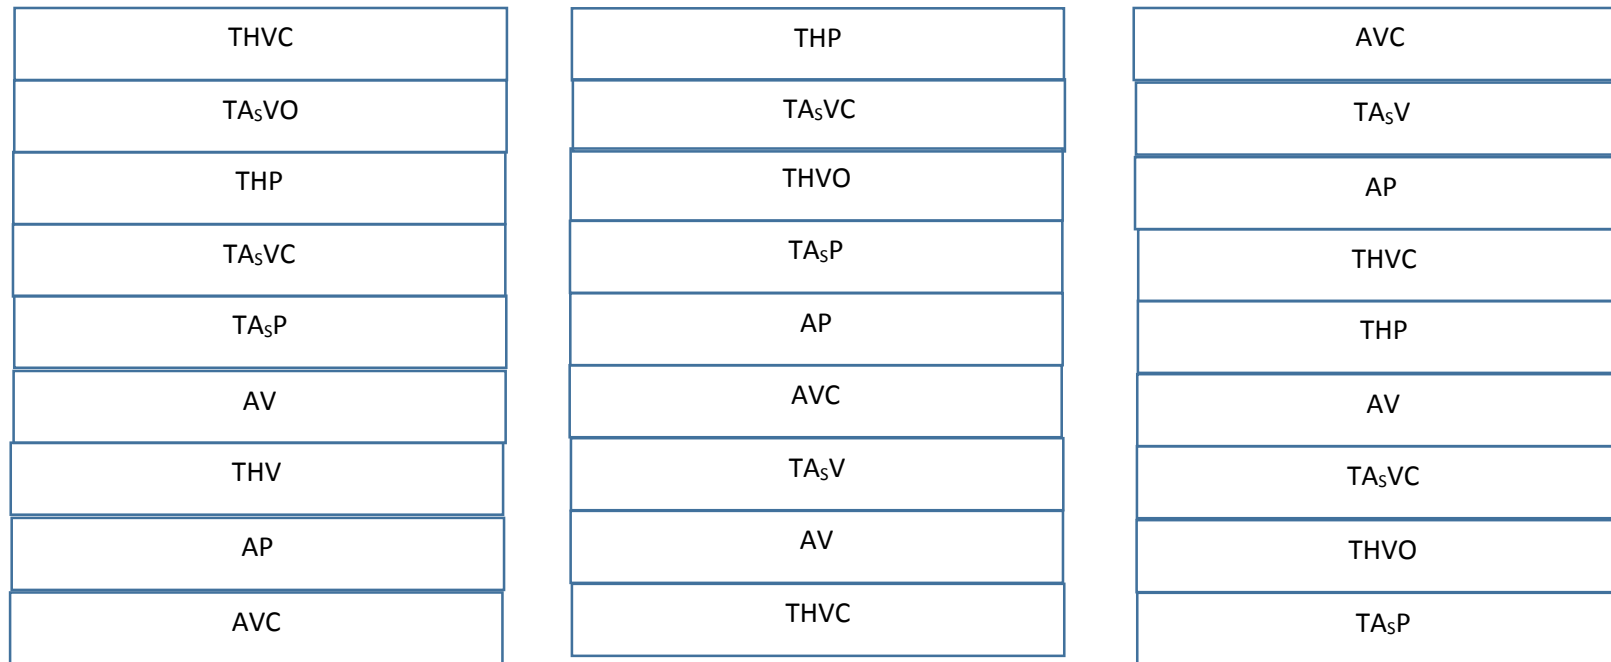 THVC
TAₛVO
THP
TAₛVC
TAₛP
AV
THV
AP
AVC
THP
TAₛVC
THVO
TAₛP
AP
AVC
TAₛV
AV
THVC
AVC
TAₛV
AP
THVC
THP
AV
TAₛVC
THVO
TAₛP